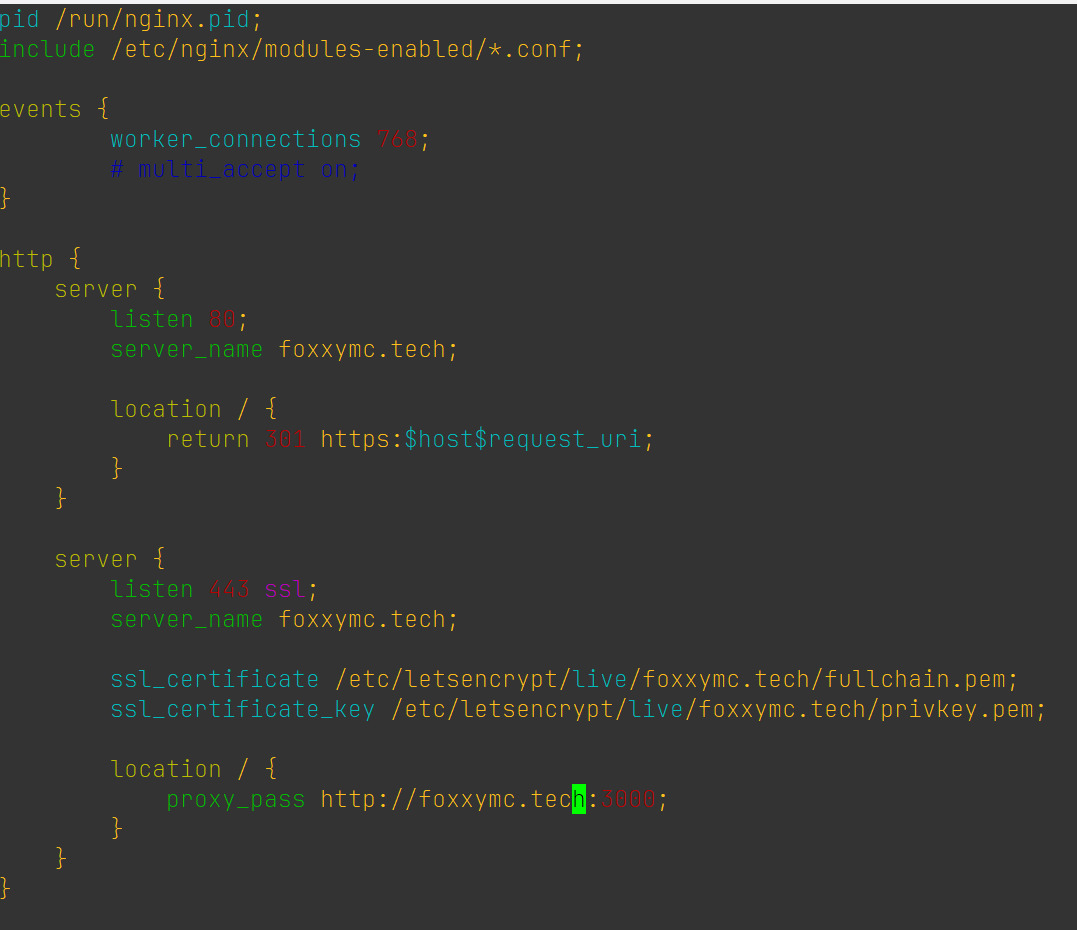 pid /run/nginx.pid;
include /etc/nginx/modules-enabled/*.conf;
events {
worker_connections 768;
# multi_accept on;
}
http {
server {
listen 80;
server_name foxxymc.tech;
location / {
return 301 https:$host$request_uri;
}
}
server {
listen 443 ssl;
server_name foxxymc.tech;
ssl_certificate /etc/letsencrypt/live/foxxymc.tech/fullchain.pem;
ssl_certificate_key /etc/letsencrypt/live/foxxymc.tech/privkey.pem;
location / {
proxy_pass http://foxxymc.tech:3000;
}
}
}